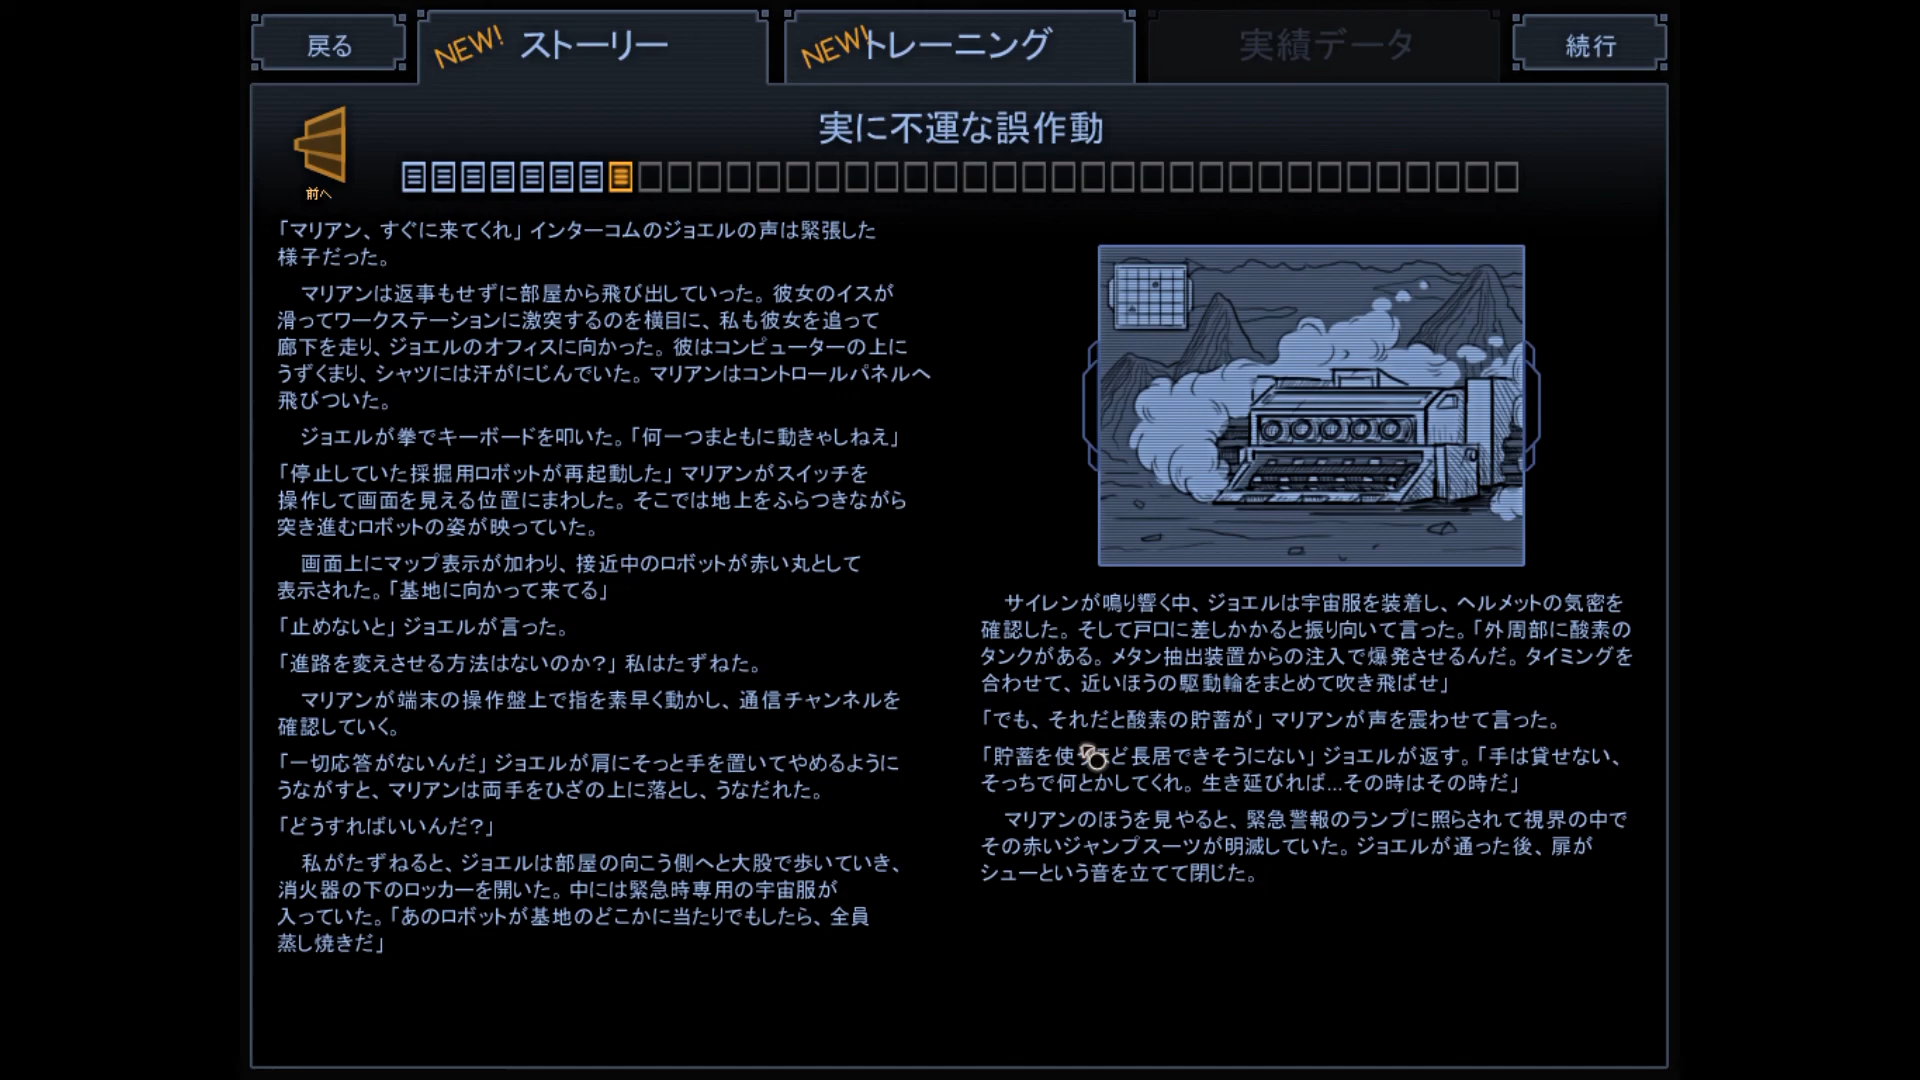 戻る
NEW! ストーリー
NEW! トレーニング
実績データ
続行
前へ
実に不運な誤作動
「マリアン、すぐに来てくれ」インターコムのジョエルの声は緊張した
様子だった。
マリアンは返事もせずに部屋から飛び出していった。彼女のイスが
滑ってワークステーションに激突するのを横目に、私も彼女を追って
廊下を走り、ジョエルのオフィスに向かった。彼はコンピューターの上に
うずくまり、シャツには汗がにじんでいた。マリアンはコントロールパネルへ
飛びついた。
ジョエルが拳でキーボードを叩いた。「何一つまともに動きゃしねえ」
「停止していた採掘用ロボットが再起動した」マリアンがスイッチを
操作して画面を見える位置にまわした。そこでは地上をふらつきながら
突き進むロボットの姿が映っていた。
画面上にマップ表示が加わり、接近中のロボットが赤い丸として
表示された。「基地に向かって来てる」
「止めないと」ジョエルが言った。
「進路を変えさせる方法はないのか？」私はたずねた。
マリアンが端末の操作盤上で指を素早く動かし、通信チャンネルを
確認していく。
「一切応答がないんだ」ジョエルが肩にそっと手を置いてやめるように
うながすと、マリアンは両手をひざの上に落とし、うなだれた。
「どうすればいいんだ？」
私がたずねると、ジョエルは部屋の向こう側へと大股で歩いていき、
消火器の下のロッカーを開いた。中には緊急時専用の宇宙服が
入っていた。「あのロボットが基地のどこかに当たりでもしたら、全員
蒸し焼きだ」
サイレンが鳴り響く中、ジョエルは宇宙服を装着し、ヘルメットの気密を
確認した。そして戸口に差しかかると振り向いて言った。「外周部に酸素の
タンクがある。メタン抽出装置からの注入で爆発させるんだ。タイミングを
合わせて、近いほうの駆動輪をまとめて吹き飛ばせ」
「でも、それだと酸素の貯蓄が」マリアンが声を震わせて言った。
「貯蓄を使うほど長居できそうにない」ジョエルが返す。「手は貸せない、
そっちで何とかしてくれ。生き延びれば...その時はその時だ」
マリアンのほうを見やると、緊急警報のランプに照らされて視界の中で
その赤いジャンプスーツが明滅していた。ジョエルが通った後、扉が
シューという音を立てて閉じた。